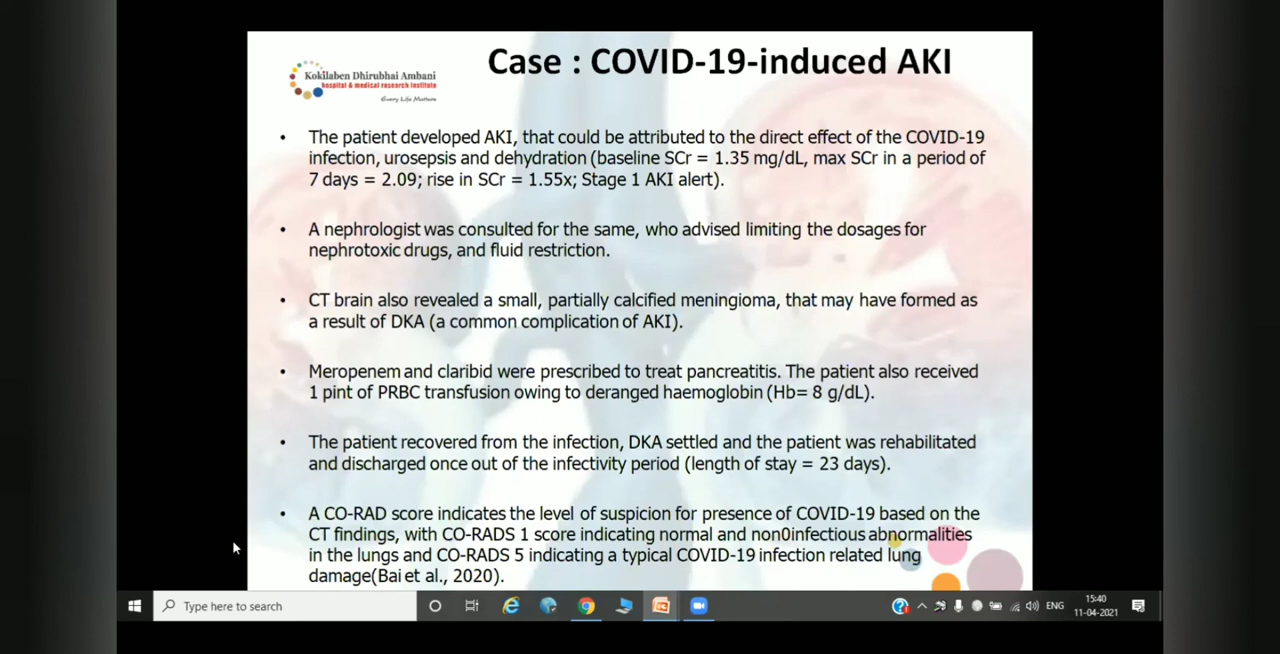 Case : COVID-19-induced AKI
Kokilaben Dhirubhai Ambani
hospital & medical research institute
Every Life Matters
• The patient developed AKI, that could be attributed to the direct effect of the COVID-19
infection, urosepsis and dehydration (baseline SCr = 1.35 mg/dL, max SCr in a period of
7 days = 2.09; rise in SCr = 1.55x; Stage 1 AKI alert).
• A nephrologist was consulted for the same, who advised limiting the dosages for
nephrotoxic drugs, and fluid restriction.
• CT brain also revealed a small, partially calcified meningioma, that may have formed as
a result of DKA (a common complication of AKI).
• Meropenem and claribid were prescribed to treat pancreatitis. The patient also received
1 pint of PRBC transfusion owing to deranged haemoglobin (Hb= 8 g/dL).
• The patient recovered from the infection, DKA settled and the patient was rehabilitated
and discharged once out of the infectivity period (length of stay = 23 days).
• A CO-RAD score indicates the level of suspicion for presence of COVID-19 based on the
CT findings, with CO-RADS 1 score indicating normal and non0infectious abnormalities
in the lungs and CO-RADS 5 indicating a typical COVID-19 infection related lung
damage(Bai et al., 2020).
Type here to search
ENG
15:40
11-04-2021